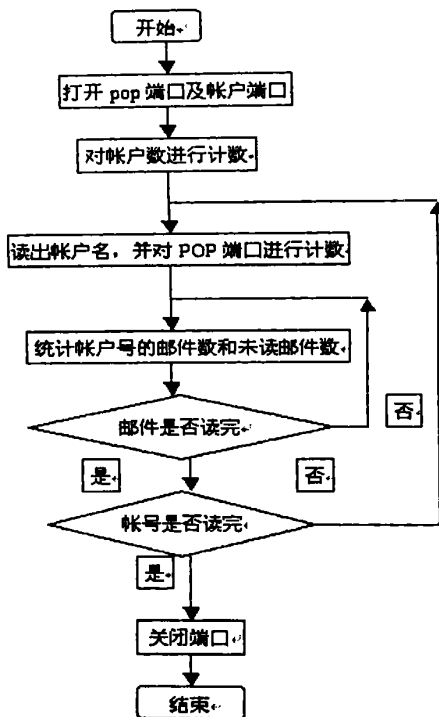 开始
打开 pop 端口及帐户端口
对帐户数进行计数
读出帐户名，并对 POP 端口进行计数
统计帐户号的邮件数和未读邮件数
邮件是否读完
否
是
否
帐号是否读完
是
关闭端口
结束